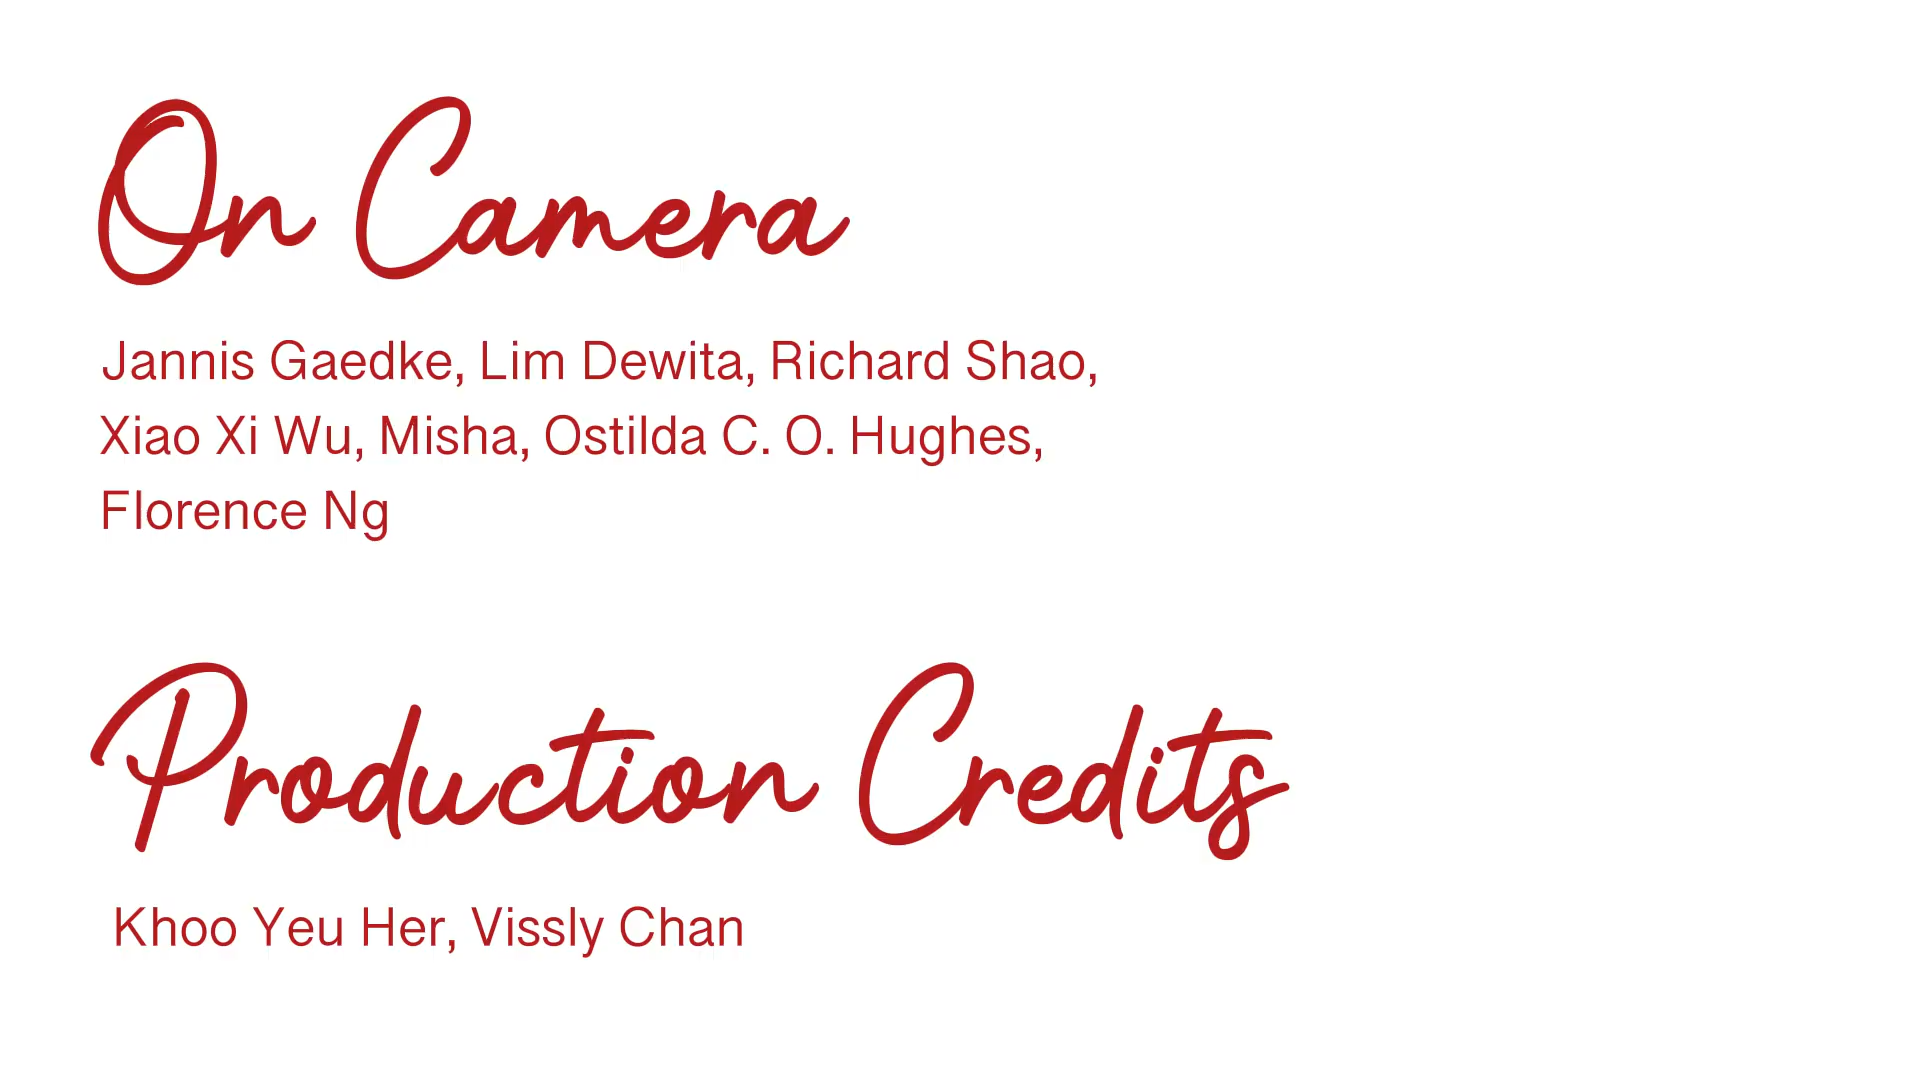 On Camera
Jannis Gaedke, Lim Dewita, Richard Shao,
Xiao Xi Wu, Misha, Ostilda C. O. Hughes,
Florence Ng
Production Credits
Khoo Yeu Her, Vissly Chan